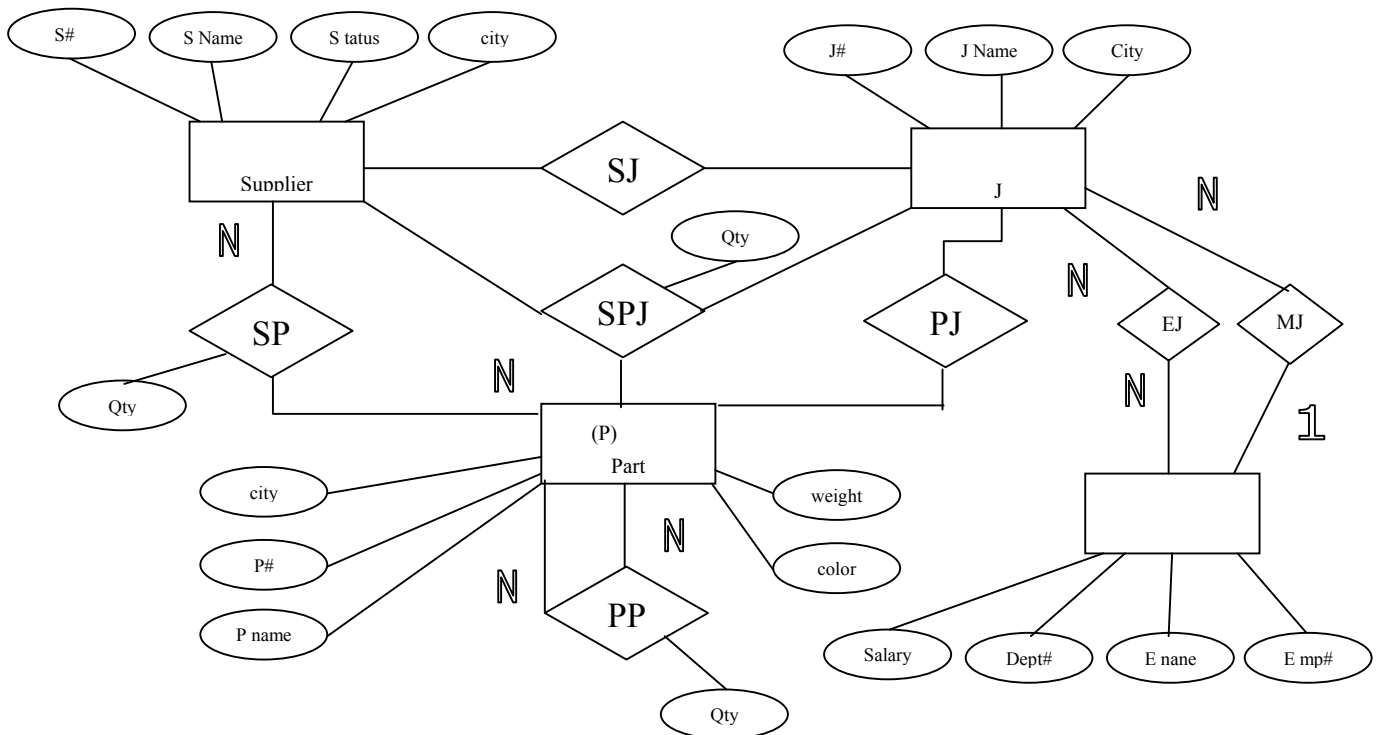 S#
S Name
S tatus
city
J#
J Name
City
Supplier
SJ
J
N
N
Qty
N
SP
SPJ
PJ
EJ
MJ
Qty
N
N
1
(P)
Part
city
weight
P#
N
color
N
P name
PP
Salary
Dept#
E nane
E mp#
Qty